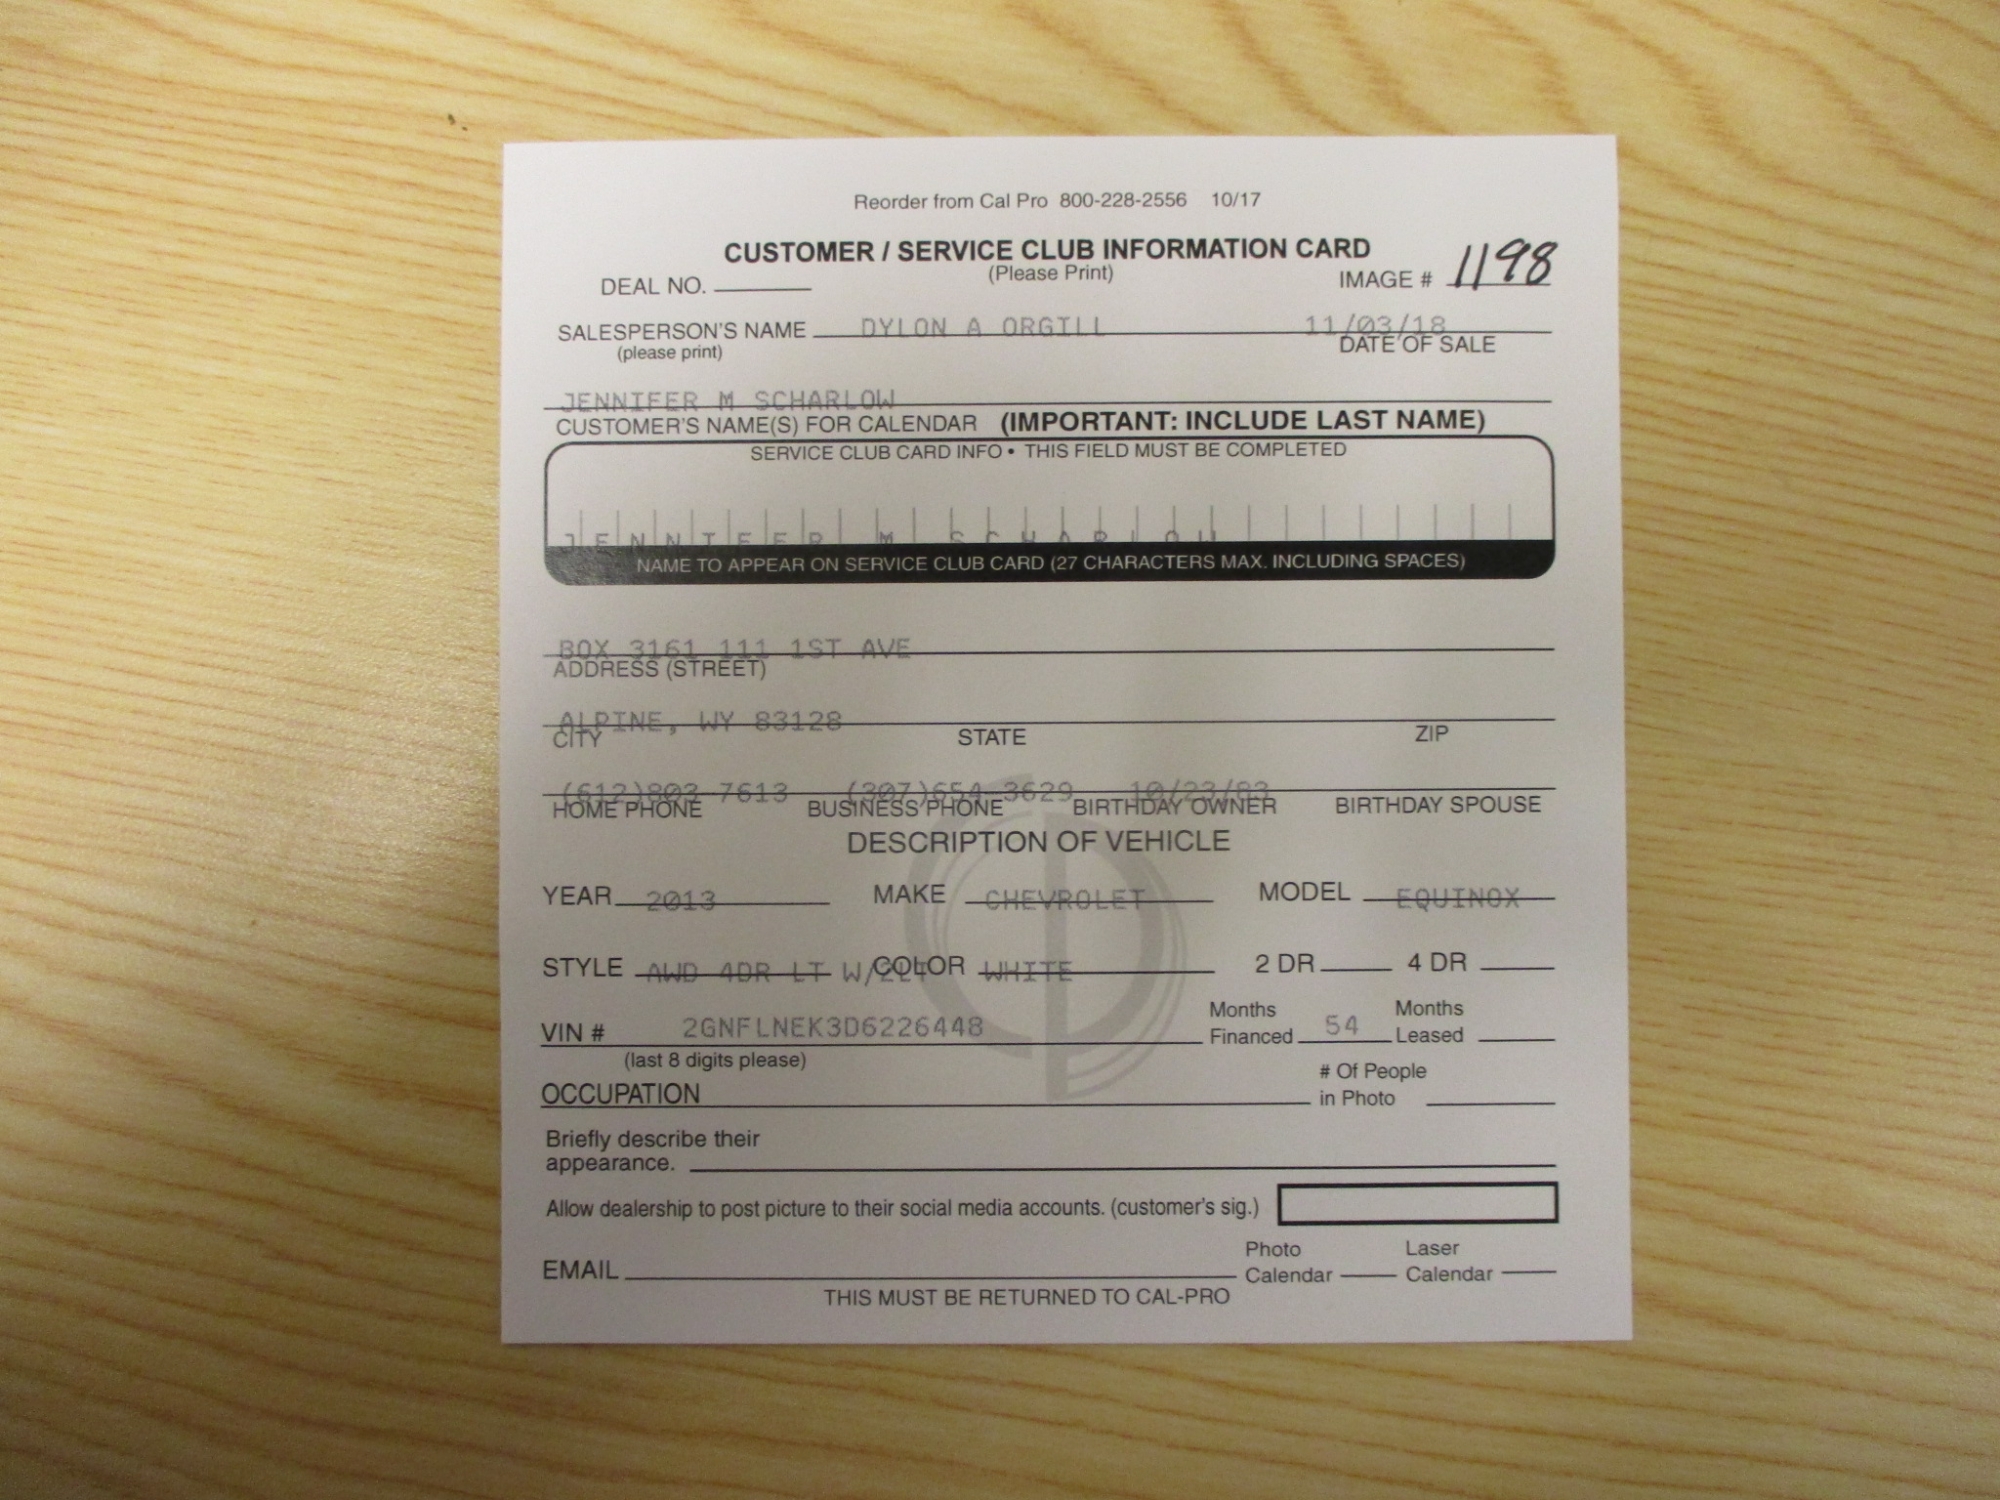 Reorder from Cal Pro 800-228-2556 10/17
CUSTOMER / SERVICE CLUB INFORMATION CARD
(Please Print)
DEAL NO. IMAGE # 1198
SALESPERSON'S NAME DYLON A ORGILL 11/03/18
(please print) DATE OF SALE
JENNIFER M SCHARLOW
CUSTOMER'S NAME(S) FOR CALENDAR (IMPORTANT: INCLUDE LAST NAME)
SERVICE CLUB CARD INFO • THIS FIELD MUST BE COMPLETED
JENNIFER M SCHARLOW
NAME TO APPEAR ON SERVICE CLUB CARD (27 CHARACTERS MAX. INCLUDING SPACES)
BOX 3161 111 1ST AVE
ADDRESS (STREET)
ALPINE, WY 83128
CITY STATE ZIP
(612)803-7613 (307)654-3629 10/23/83
HOME PHONE BUSINESS PHONE BIRTHDAY OWNER BIRTHDAY SPOUSE
DESCRIPTION OF VEHICLE
YEAR 2013 MAKE CHEVROLET MODEL EQUINOX
STYLE AWD 4DR LT COLOR WHITE 2 DR 4 DR
VIN # 2GNFLNEK3D6226448 Months Financed 54 Months Leased
(last 8 digits please)
OCCUPATION # Of People in Photo
Briefly describe their
appearance.
Allow dealership to post picture to their social media accounts. (customer's sig.)
EMAIL Photo Calendar Laser Calendar
THIS MUST BE RETURNED TO CAL-PRO